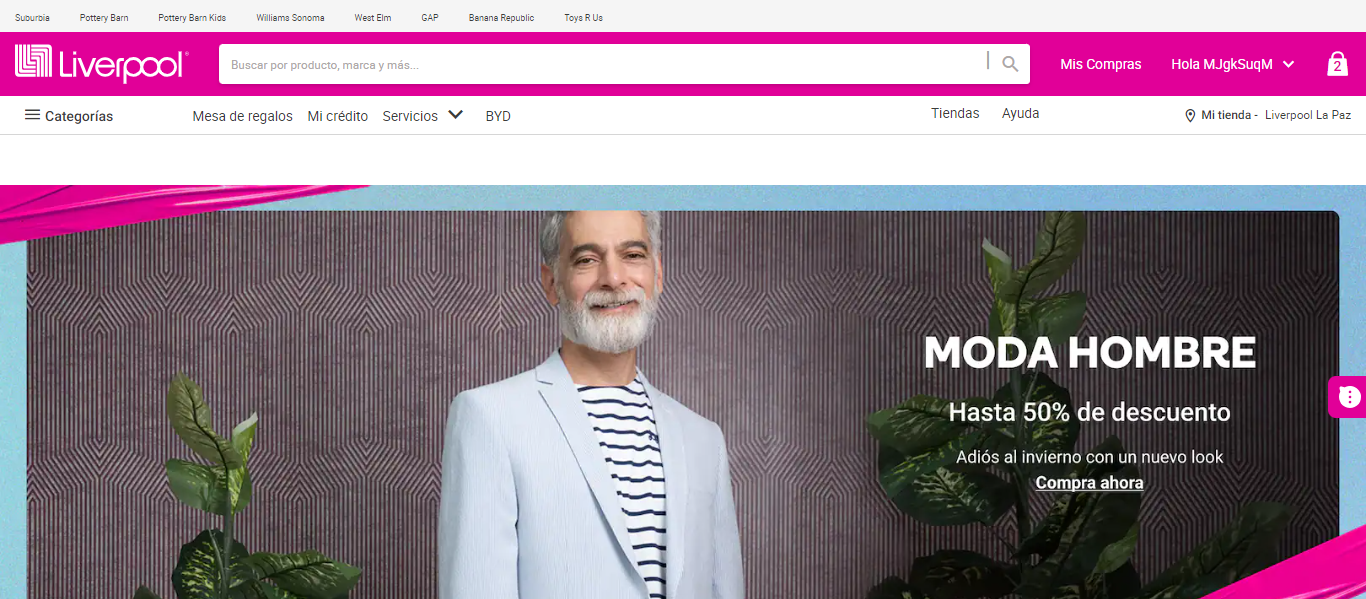 Suburbia Pottery Barn Pottery Barn Kids Williams Sonoma West Elm GAP Banana Republic Toys R Us
Liverpool® Buscar por producto, marca y más... Mis Compras Hola MJgkSuqM 2
Categorías Mesa de regalos Mi crédito Servicios BYD Tiendas Ayuda Mi tienda - Liverpool La Paz
MODA HOMBRE
Hasta 50% de descuento
Adiós al invierno con un nuevo look
Compra ahora